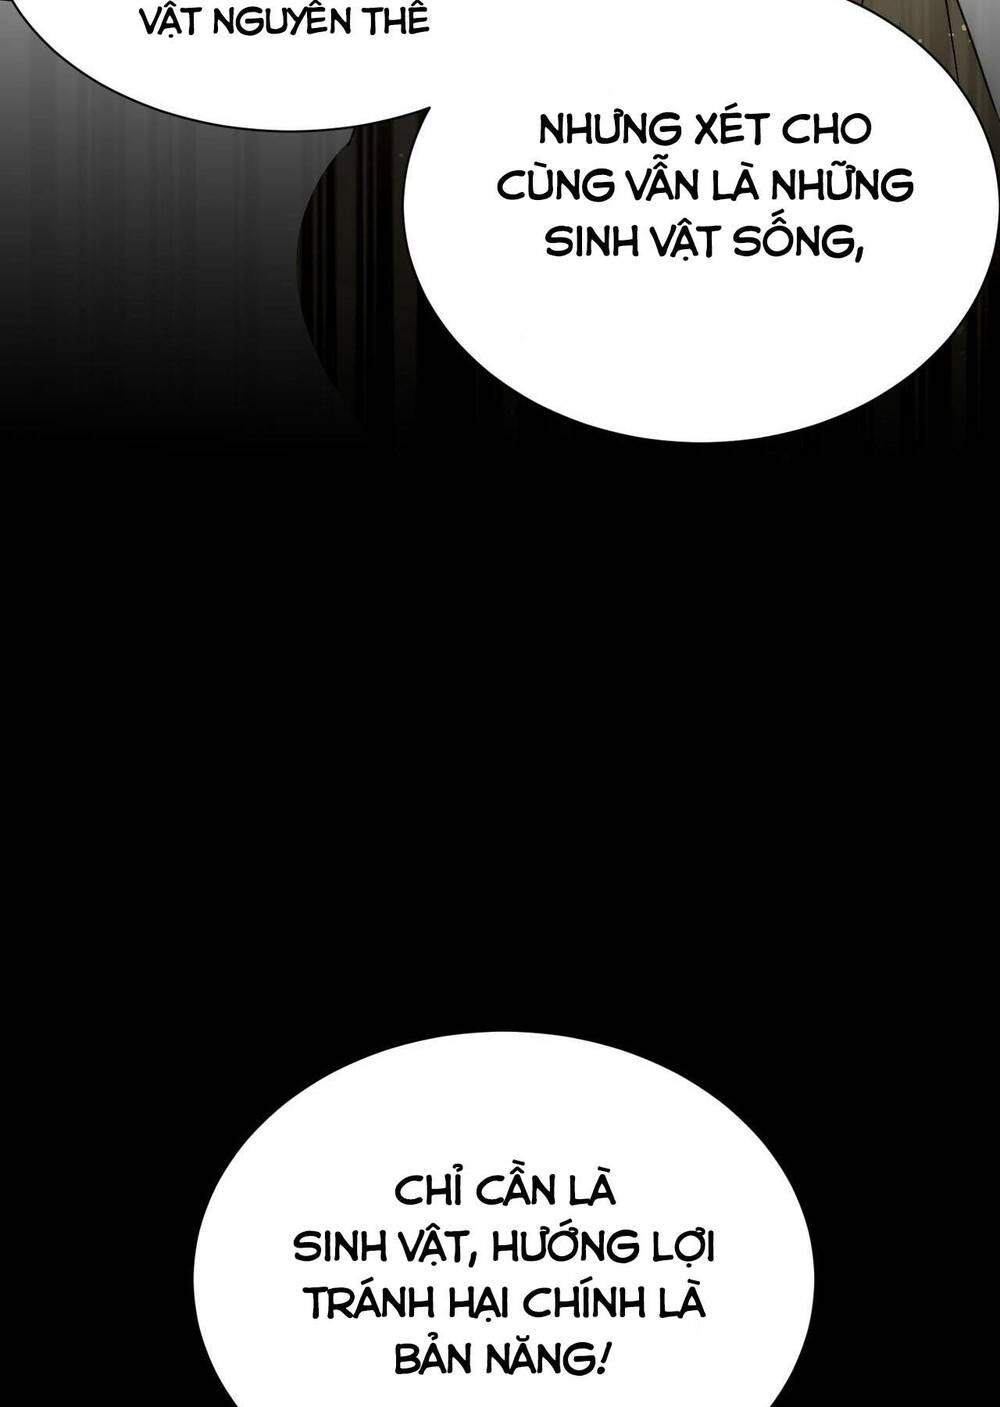 VẬT NGUYÊN THỂ
NHƯNG XÉT CHO
CÙNG VẪN LÀ NHỮNG
SINH VẬT SỐNG,
CHỈ CẦN LÀ
SINH VẬT, HƯỚNG LỢI
TRÁNH HẠI CHÍNH LÀ
BẢN NĂNG!